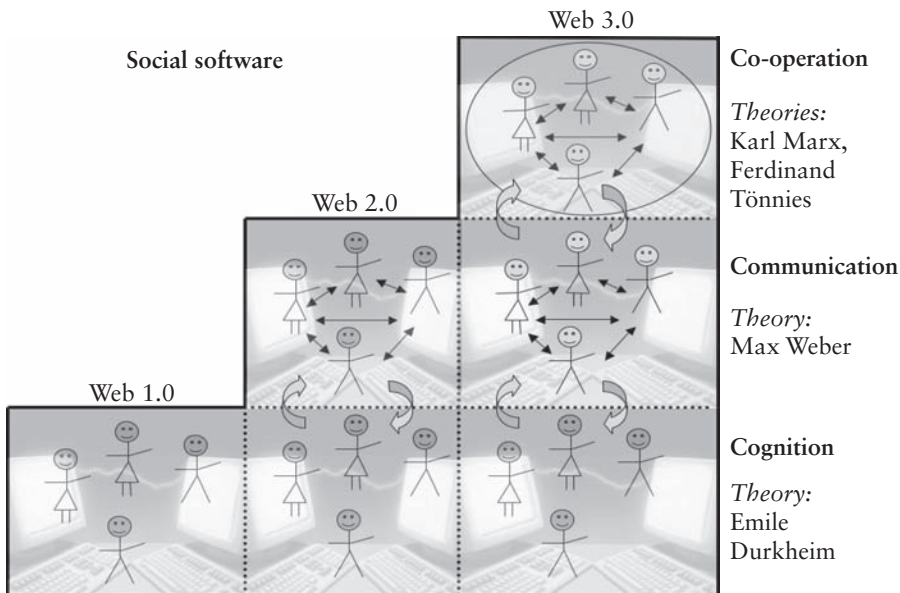 Web 3.0
Social software
Co-operation
Theories:
Karl Marx,
Ferdinand
Tönnies
Web 2.0
Communication
Theory:
Max Weber
Web 1.0
Cognition
Theory:
Emile
Durkheim